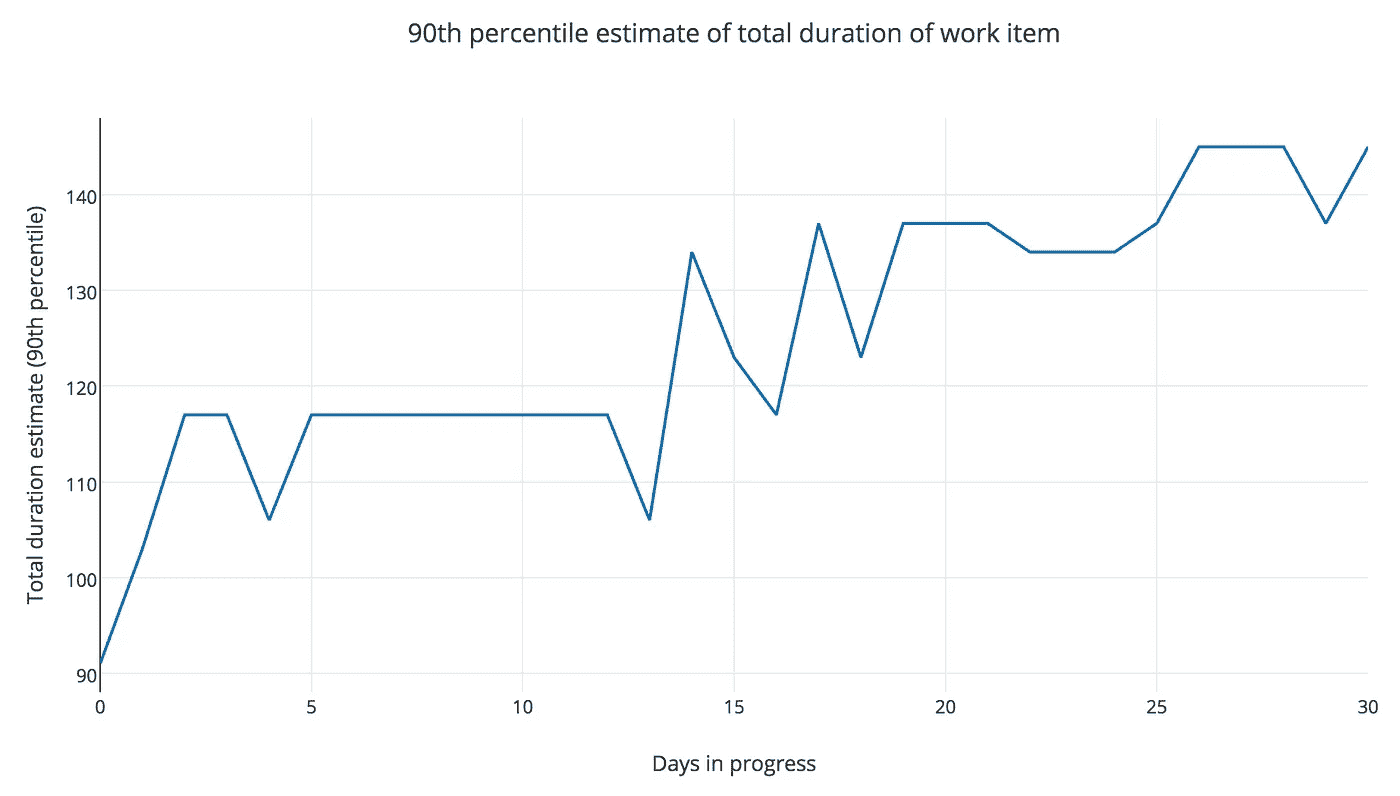 90th percentile estimate of total duration of work item
Total duration estimate (90th percentile)
140
130
120
110
100
90
0 5 10 15 20 25 30
Days in progress